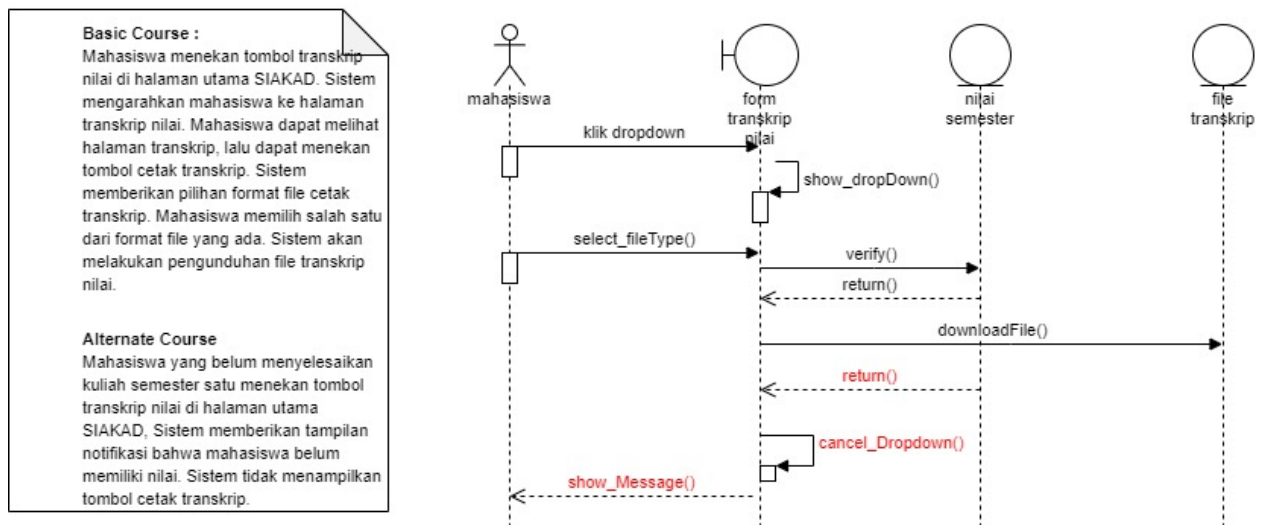 Basic Course :
Mahasiswa menekan tombol transkrip
nilai di halaman utama SIAKAD. Sistem
mengarahkan mahasiswa ke halaman
transkrip nilai. Mahasiswa dapat melihat
halaman transkrip, lalu dapat menekan
tombol cetak transkrip. Sistem
memberikan pilihan format file cetak
transkrip. Mahasiswa memilih salah satu
dari format file yang ada. Sistem akan
melakukan pengunduhan file transkrip
nilai.
Alternate Course
Mahasiswa yang belum menyelesaikan
kuliah semester satu menekan tombol
transkrip nilai di halaman utama
SIAKAD, Sistem memberikan tampilan
notifikasi bahwa mahasiswa belum
memiliki nilai. Sistem tidak menampilkan
tombol cetak transkrip.
mahasiswa
form
transkrip
nilai
nilai
semester
file
transkrip
klik dropdown
show_dropDown()
select_fileType()
verify()
return()
downloadFile()
return()
cancel_Dropdown()
show_Message()